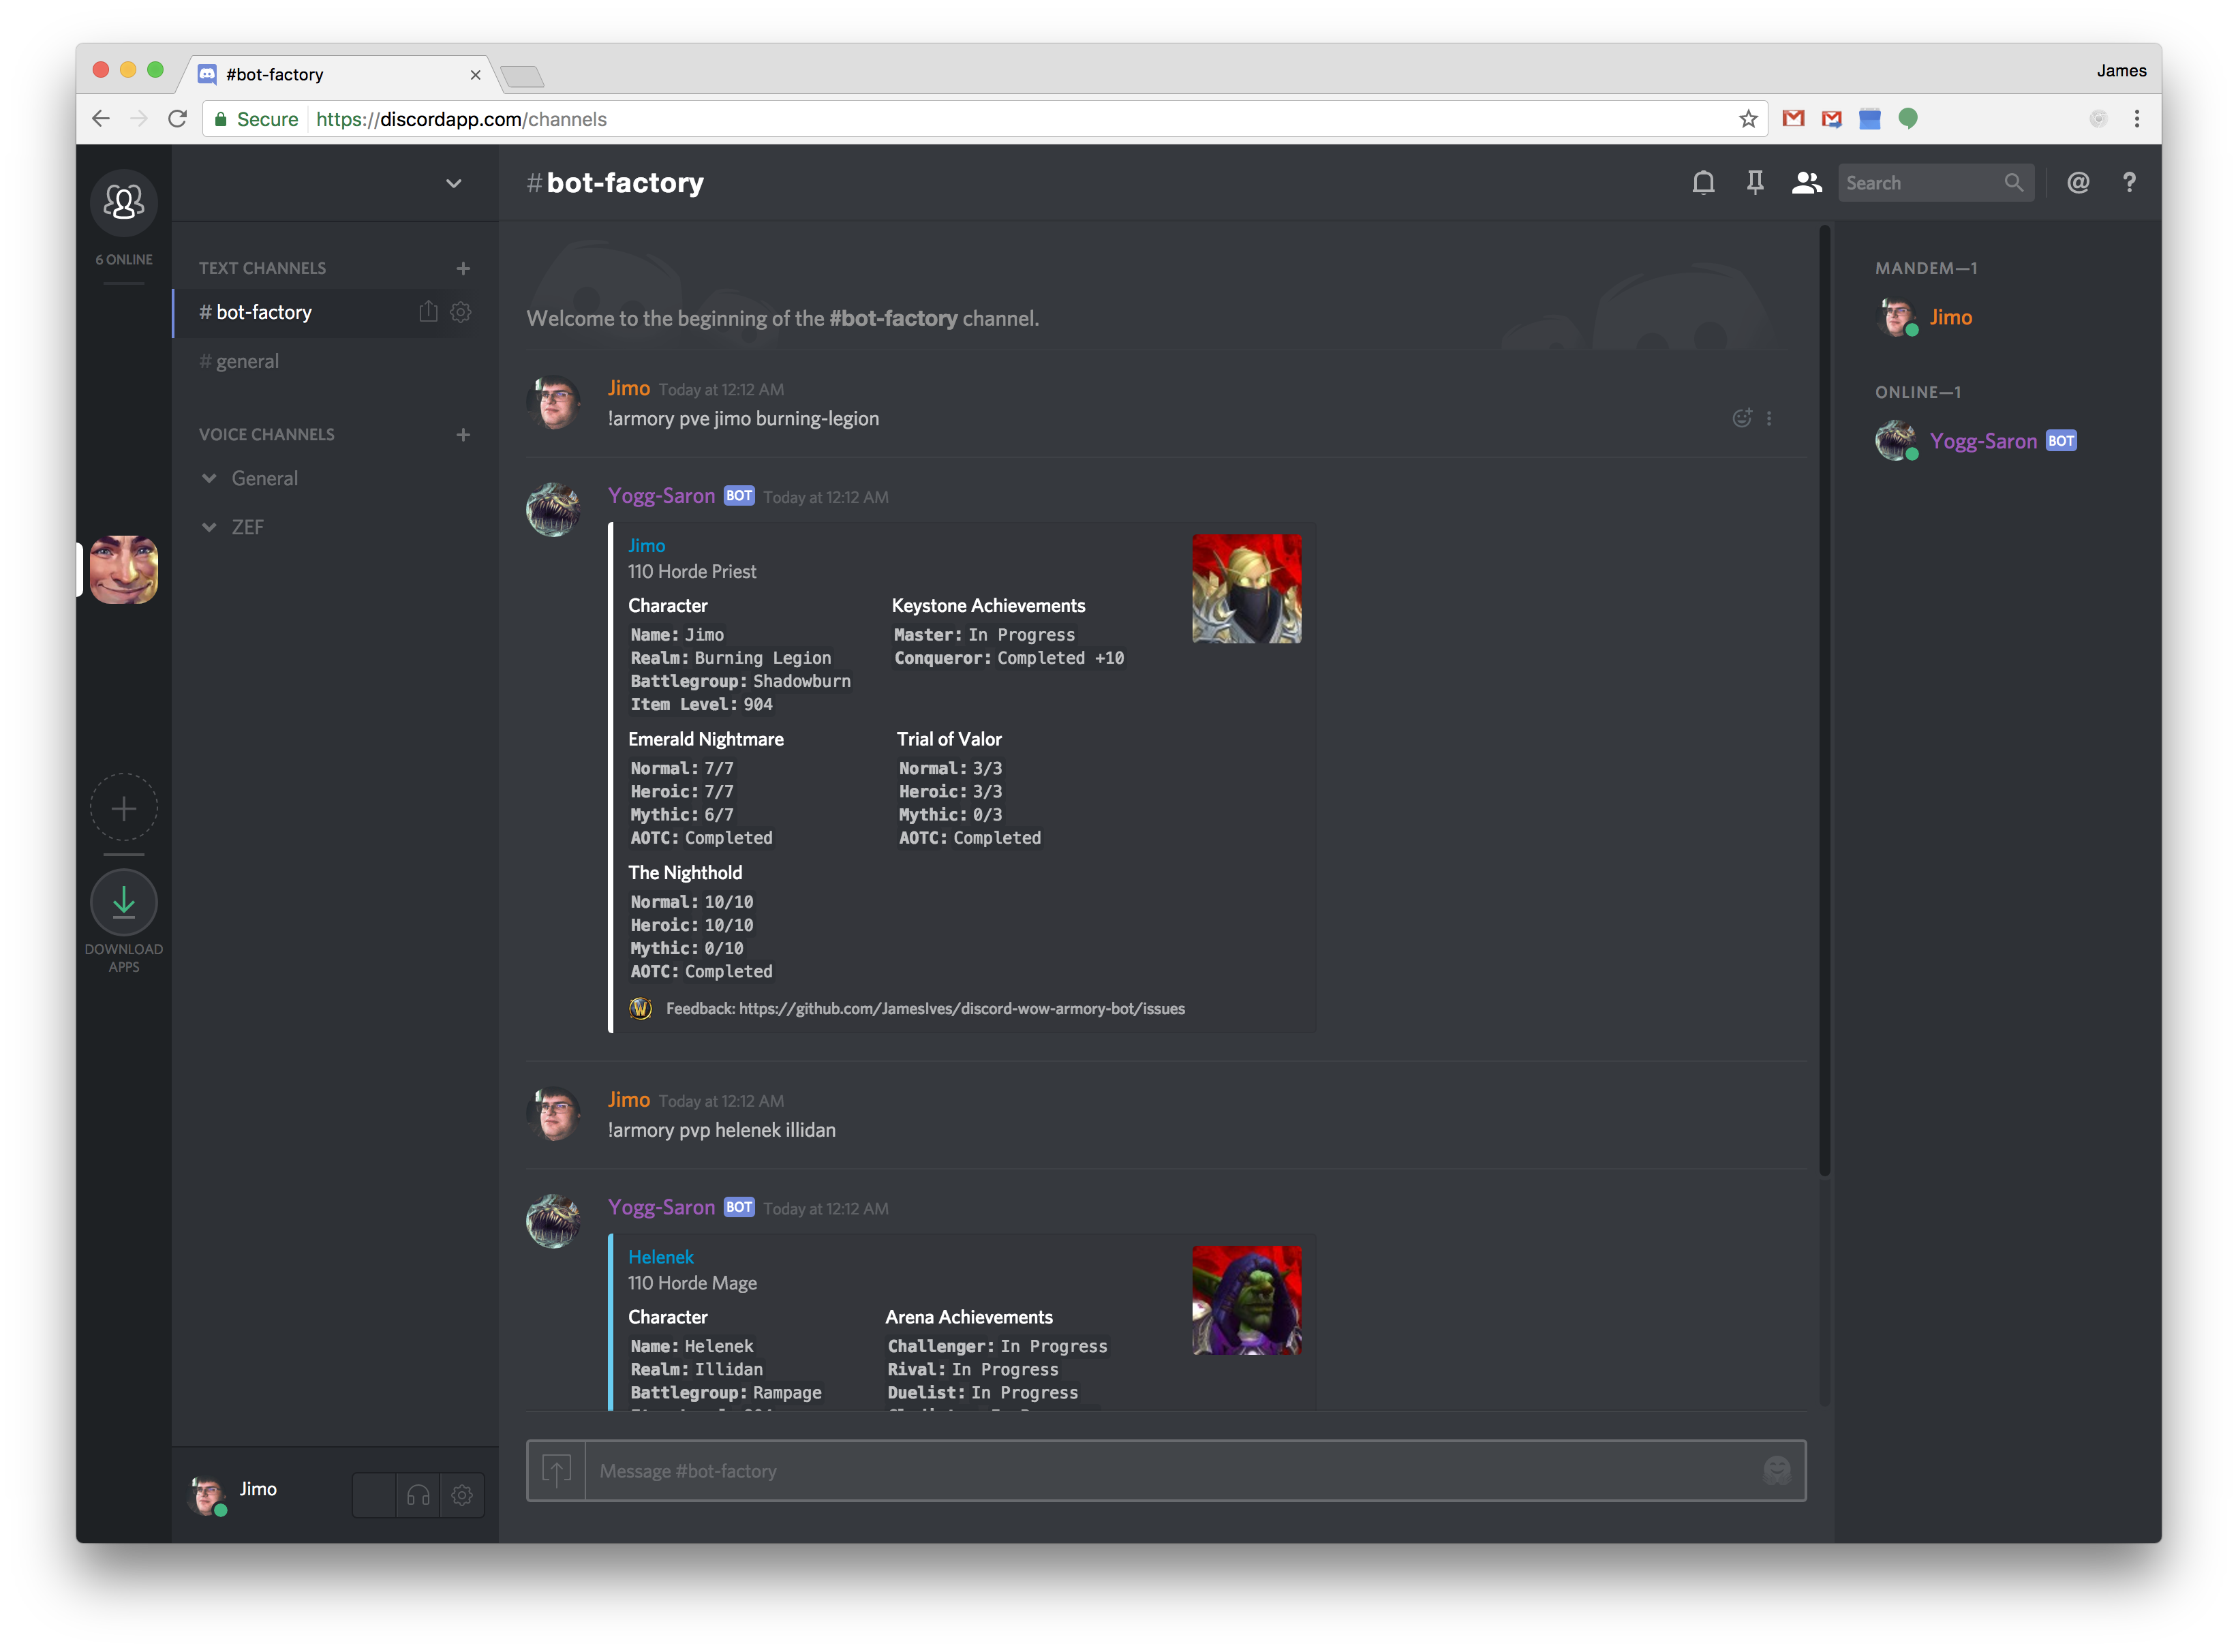 #bot-factory
James
Secure https://discordapp.com/channels
6 ONLINE
DOWNLOAD
APPS
TEXT CHANNELS
# bot-factory
# general
VOICE CHANNELS
General
ZEF
Jimo
#bot-factory
Search
@ ?
Welcome to the beginning of the #bot-factory channel.
Jimo Today at 12:12 AM
!armory pve jimo burning-legion
Yogg-Saron BOT Today at 12:12 AM
Jimo
110 Horde Priest
Character
Name: Jimo
Realm: Burning Legion
Battlegroup: Shadowburn
Item Level: 904
Keystone Achievements
Master: In Progress
Conqueror: Completed +10
Emerald Nightmare
Normal: 7/7
Heroic: 7/7
Mythic: 6/7
AOTC: Completed
Trial of Valor
Normal: 3/3
Heroic: 3/3
Mythic: 0/3
AOTC: Completed
The Nighthold
Normal: 10/10
Heroic: 10/10
Mythic: 0/10
AOTC: Completed
W
Feedback: https://github.com/JamesIves/discord-wow-armory-bot/issues
Jimo Today at 12:12 AM
!armory pvp helenek illidan
Yogg-Saron BOT Today at 12:12 AM
Helenek
110 Horde Mage
Character
Name: Helenek
Realm: Illidan
Battlegroup: Rampage
Arena Achievements
Challenger: In Progress
Rival: In Progress
Duelist: In Progress
Message #bot-factory
MANDEM—1
Jimo
ONLINE—1
Yogg-Saron BOT